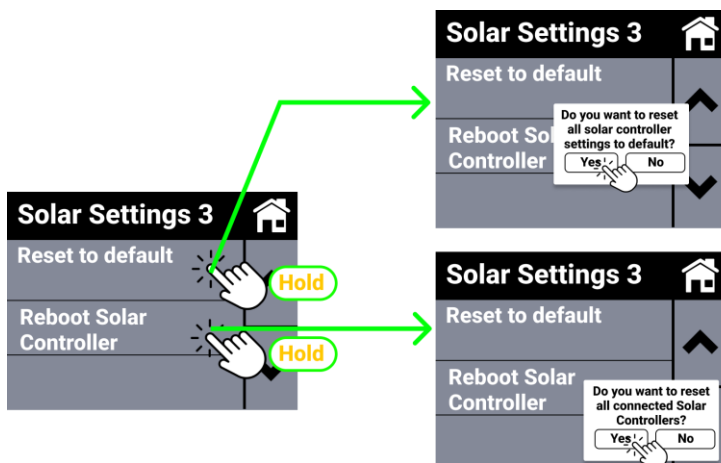 Solar Settings 3
Reset to default
Reboot Sol
Controller
Do you want to reset
all solar controller
settings to default?
Yes
No
Solar Settings 3
Reset to default
Hold
Reboot Solar
Controller
Hold
Solar Settings 3
Reset to default
Reboot Solar
Controller
Do you want to reset
all connected Solar
Controllers?
Yes
No